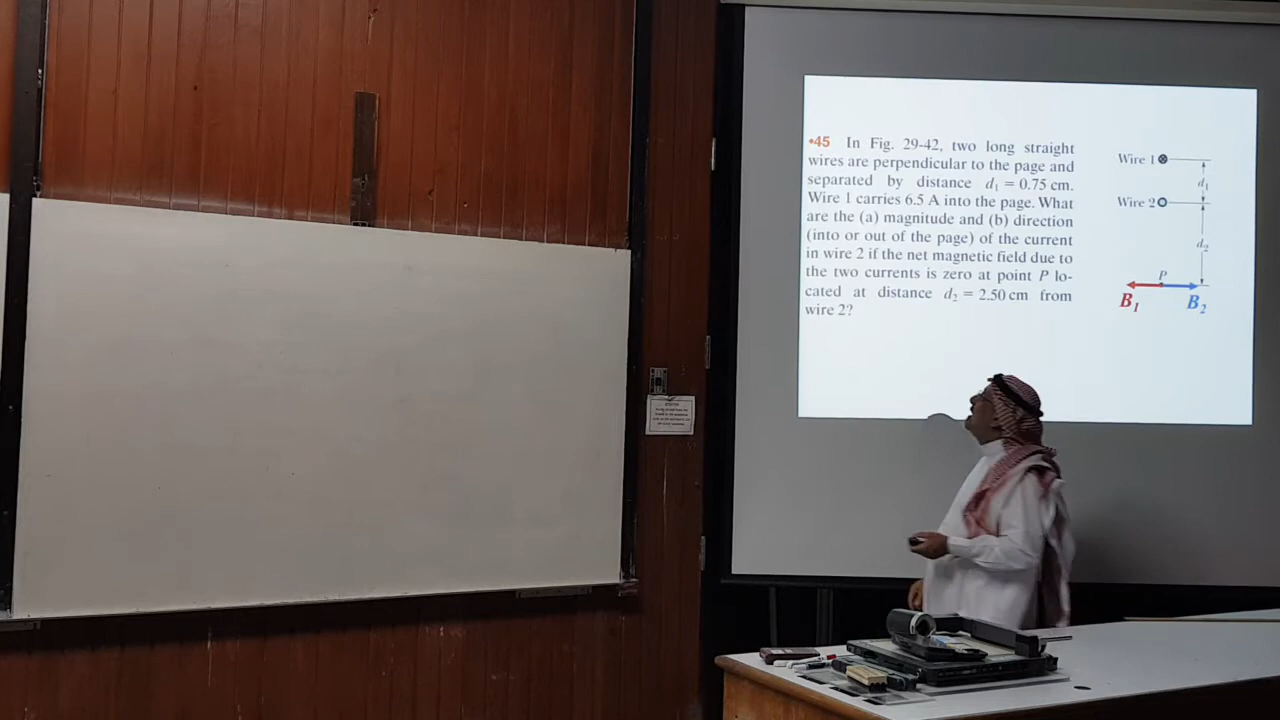 •45 In Fig. 29-42, two long straight
wires are perpendicular to the page and
separated by distance d₁ = 0.75 cm.
Wire 1 carries 6.5 A into the page. What
are the (a) magnitude and (b) direction
(into or out of the page) of the current
in wire 2 if the net magnetic field due to
the two currents is zero at point P lo-
cated at distance d₂ = 2.50 cm from
wire 2?
Wire 1
d₁
Wire 2
d₂
P
B₁
B₂